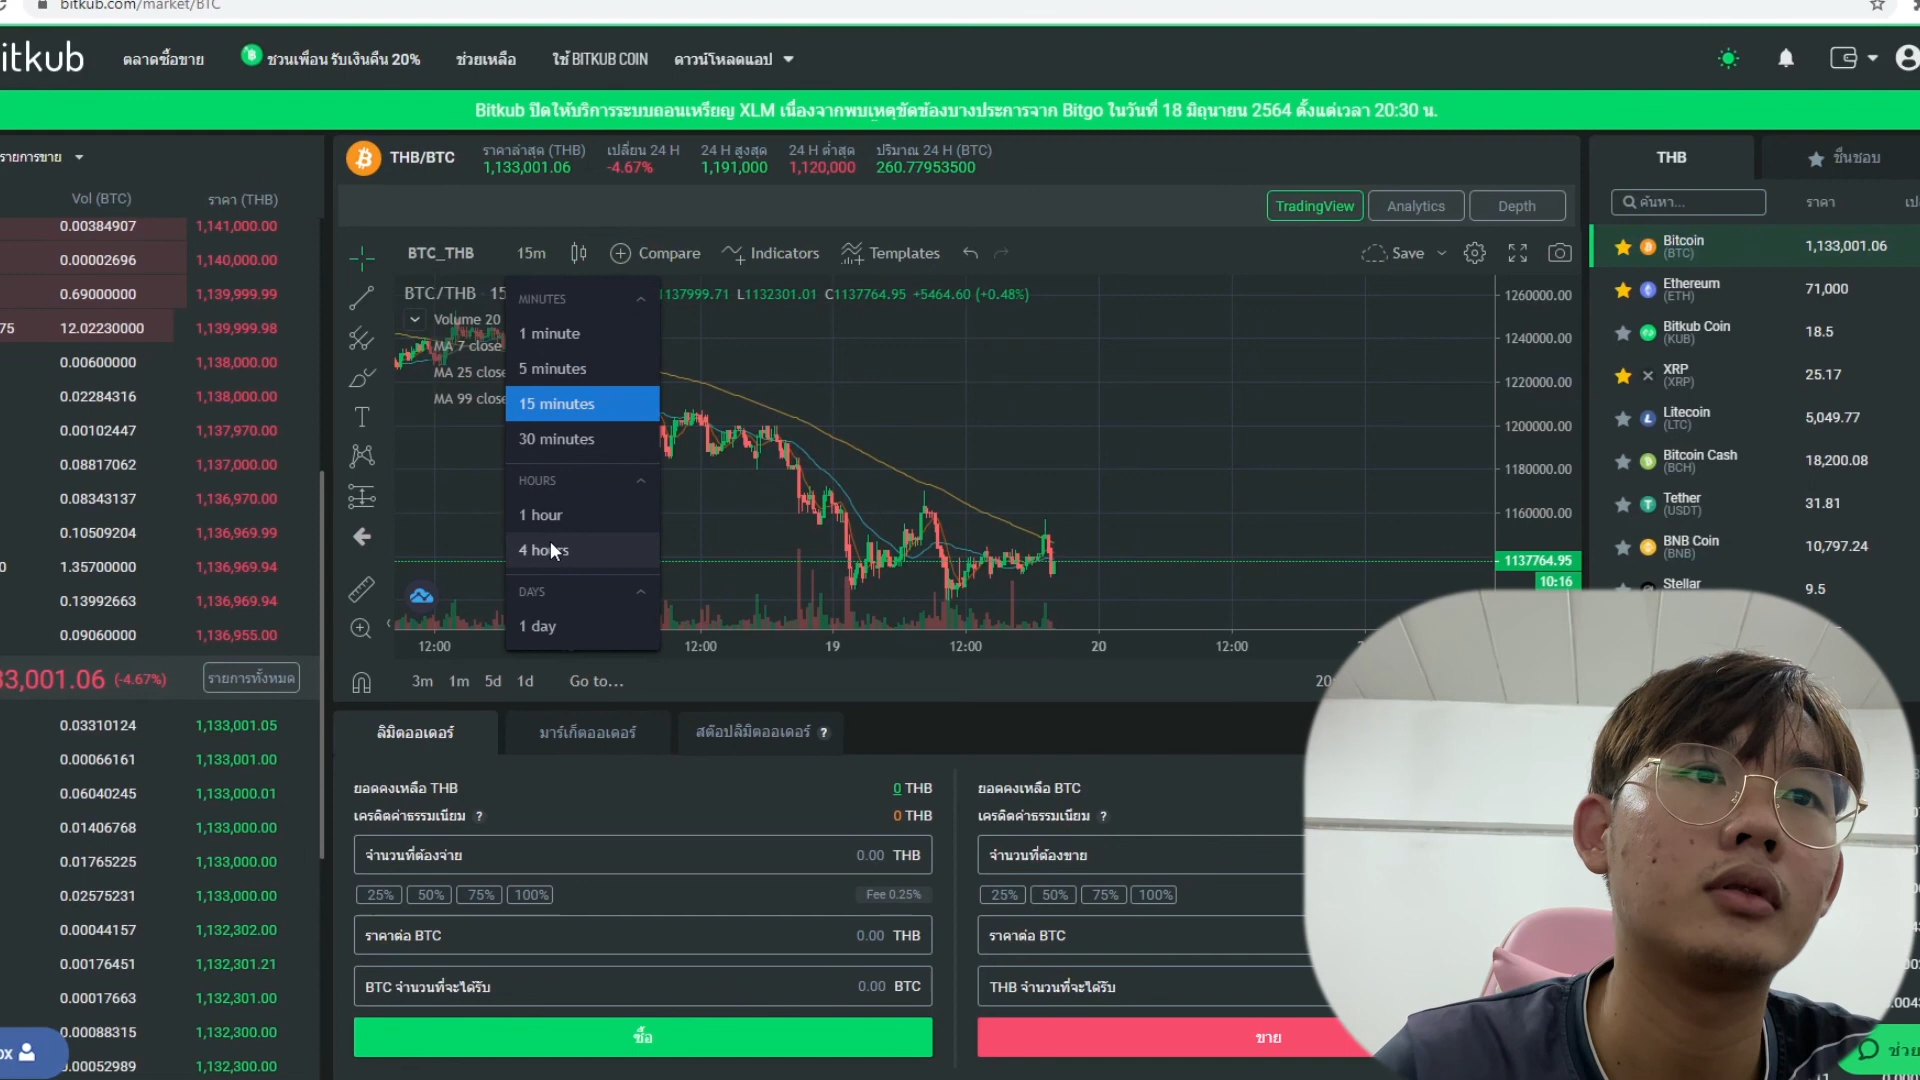 bitkub.com/market/BTC
itkub
ตลาดซื้อขาย
ชวนเพื่อน รับเงินคืน 20%
ช่วยเหลือ
ใช้ BITKUB COIN
ดาวน์โหลดแอป
Bitkub ปิดให้บริการระบบถอนเหรียญ XLM เนื่องจากพบเหตุขัดข้องบางประการจาก Bitgo ในวันที่ 18 มิถุนายน 2564 ตั้งแต่เวลา 20:30 น.
รายการขาย
Vol (BTC) ราคา (THB)
0.00384907 1,141,000.00
0.00002696 1,140,000.00
0.69000000 1,139,999.99
75 12.02230000 1,139,999.98
0.00600000 1,138,000.00
0.02284316 1,138,000.00
0.00102447 1,137,970.00
0.08817062 1,137,000.00
0.08343137 1,136,970.00
0.10509204 1,136,969.99
0 1.35700000 1,136,969.94
0.13992663 1,136,969.94
0.09060000 1,136,955.00
33,001.06 (-4.67%) รายการทั้งหมด
0.03310124 1,133,001.05
0.00066161 1,133,001.00
0.06040245 1,133,000.01
0.01406768 1,133,000.00
0.01765225 1,133,000.00
0.02575231 1,133,000.00
0.00044157 1,132,302.00
0.00176451 1,132,301.21
0.00017663 1,132,301.00
0.00088315 1,132,300.00
0.00052989 1,132,300.00
THB/BTC
ราคาล่าสุด (THB)
1,133,001.06
เปลี่ยน 24 H
-4.67%
24 H สูงสุด
1,191,000
24 H ต่ำสุด
1,120,000
ปริมาณ 24 H (BTC)
260.77953500
TradingView Analytics Depth
BTC_THB 15m Compare Indicators Templates Save
BTC/THB · 15
1137999.71 L1132301.01 C1137764.95 +5464.60 (+0.48%)
Volume 20
MA 7 close
MA 25 close
MA 99 close
MINUTES
1 minute
5 minutes
15 minutes
30 minutes
HOURS
1 hour
4 hours
DAYS
1 day
1260000.00
1240000.00
1220000.00
1200000.00
1180000.00
1160000.00
1137764.95
10:16
12:00 12:00 19 12:00 20 12:00
3m 1m 5d 1d Go to...
20
ลิมิตออเดอร์ มาร์เก็ตออเดอร์ สต๊อปลิมิตออเดอร์ ?
ยอดคงเหลือ THB 0 THB
เครดิตค่าธรรมเนียม ? 0 THB
จำนวนที่ต้องจ่าย 0.00 THB
25% 50% 75% 100% Fee 0.25%
ราคาต่อ BTC 0.00 THB
BTC จำนวนที่จะได้รับ 0.00 BTC
ซื้อ
ยอดคงเหลือ BTC
เครดิตค่าธรรมเนียม ?
จำนวนที่ต้องขาย
25% 50% 75% 100%
ราคาต่อ BTC
THB จำนวนที่จะได้รับ
ขาย
THB ชื่นชอบ
ค้นหา... ราคา
Bitcoin
(BTC) 1,133,001.06
Ethereum
(ETH) 71,000
Bitkub Coin
(KUB) 18.5
XRP
(XRP) 25.17
Litecoin
(LTC) 5,049.77
Bitcoin Cash
(BCH) 18,200.08
Tether
(USDT) 31.81
BNB Coin
(BNB) 10,797.24
Stellar 9.5